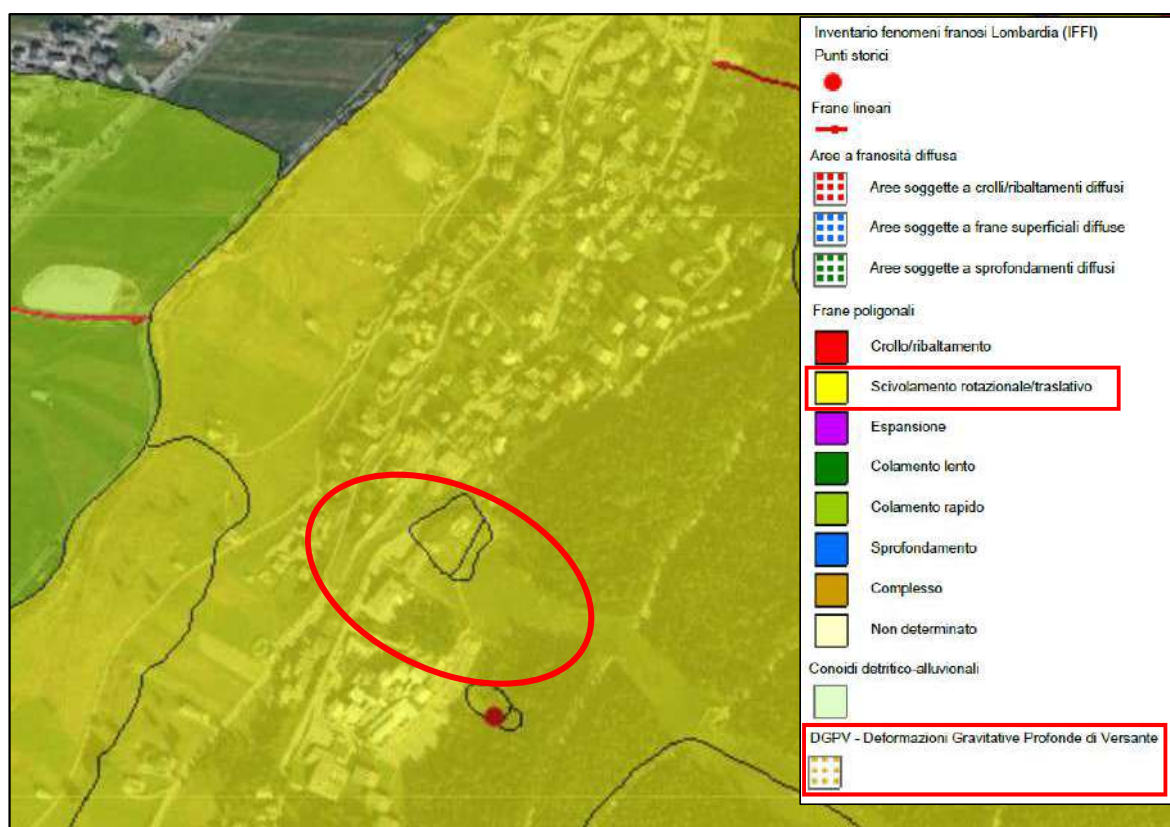 Inventario fenomeni franosi Lombardia (IFFI)
Punti storici
Frane lineari
Aree a franosità diffusa
Aree soggette a crolli/ribaltamenti diffusi
Aree soggette a frane superficiali diffuse
Aree soggette a sprofondamenti diffusi
Frane poligonali
Crollo/ribaltamento
Scivolamento rotazionale/traslativo
Espansione
Colamento lento
Colamento rapido
Sprofondamento
Complesso
Non determinato
Conoidi detritico-alluvionali
DGPV - Deformazioni Gravitative Profonde di Versante